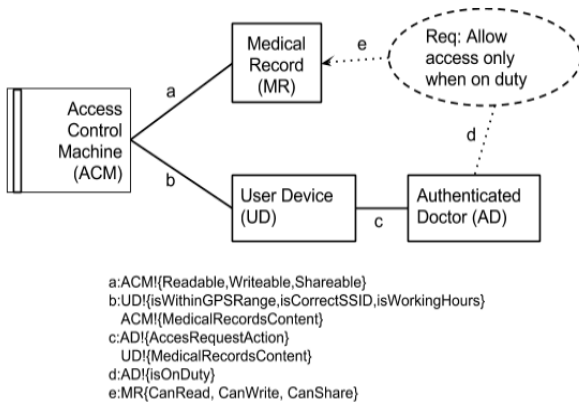 Medical
Record
(MR)
e
Req: Allow
access only
when on duty
a
Access
Control
Machine
(ACM)
d
b
User Device
(UD)
c
Authenticated
Doctor (AD)
a:ACM!{Readable,Writeable,Shareable}
b:UD!{isWithinGPSRange,isCorrectSSID,isWorkingHours}
ACM!{MedicalRecordsContent}
c:AD!{AccesRequestAction}
UD!{MedicalRecordsContent}
d:AD!{isOnDuty}
e:MR{CanRead, CanWrite, CanShare}